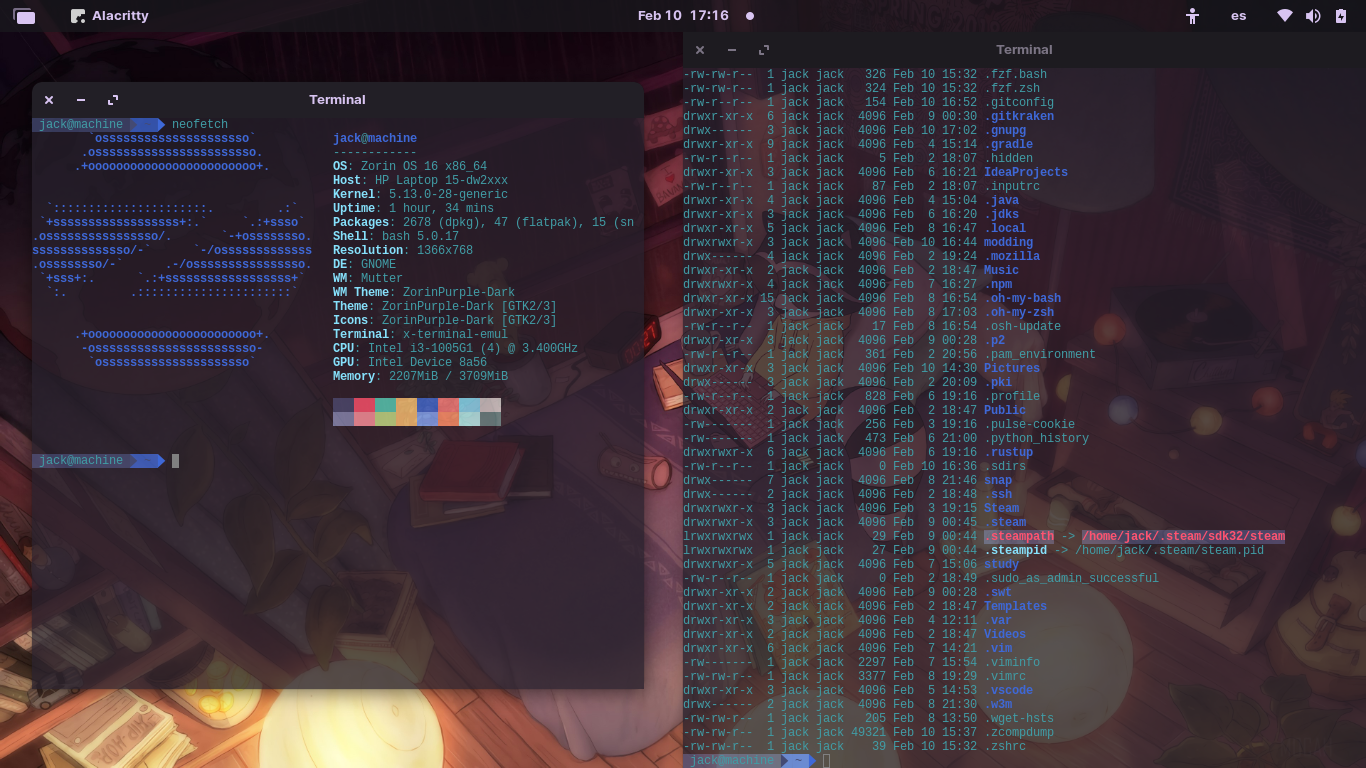 Alacritty
Feb 10 17:16
es
Terminal
jack@machine neofetch
`osssssssssssssssssssso`
.osssssssssssssssssssssso.
.+oooooooooooooooooooooooo+.
`::::::::::::::::::::::. .:`
`+ssssssssssssssssss+:.` `.:+ssso`
.ossssssssssssssso/. `-+ossssssso.
ssssssssssssso/-` `-/osssssssssssss
.ossssssso/-` .-/ossssssssssssssso.
`+sss+:. `.:+ssssssssssssssssss+`
`:. .::::::::::::::::::::::`
.+oooooooooooooooooooooooo+.
-osssssssssssssssssssssso-
`osssssssssssssssssssso`
jack@machine
------------
OS: Zorin OS 16 x86_64
Host: HP Laptop 15-dw2xxx
Kernel: 5.13.0-28-generic
Uptime: 1 hour, 34 mins
Packages: 2678 (dpkg), 47 (flatpak), 15 (sn
Shell: bash 5.0.17
Resolution: 1366x768
DE: GNOME
WM: Mutter
WM Theme: ZorinPurple-Dark
Theme: ZorinPurple-Dark [GTK2/3]
Icons: ZorinPurple-Dark [GTK2/3]
Terminal: x-terminal-emul
CPU: Intel i3-1005G1 (4) @ 3.400GHz
GPU: Intel Device 8a56
Memory: 2207MiB / 3709MiB
jack@machine
Terminal
-rw-rw-r-- 1 jack jack 326 Feb 10 15:32 .fzf.bash
-rw-rw-r-- 1 jack jack 324 Feb 10 15:32 .fzf.zsh
-rw-r--r-- 1 jack jack 154 Feb 10 16:52 .gitconfig
drwxr-xr-x 6 jack jack 4096 Feb 9 00:30 .gitkraken
drwx------ 3 jack jack 4096 Feb 10 17:02 .gnupg
drwxr-xr-x 9 jack jack 4096 Feb 4 15:14 .gradle
-rw-r--r-- 1 jack jack 5 Feb 2 18:07 .hidden
drwxr-xr-x 3 jack jack 4096 Feb 6 16:21 IdeaProjects
-rw-rw-r-- 1 jack jack 87 Feb 2 18:07 .inputrc
drwxr-xr-x 4 jack jack 4096 Feb 4 15:04 .java
drwxrwxr-x 3 jack jack 4096 Feb 6 16:20 .jdks
drwxr-xr-x 5 jack jack 4096 Feb 8 16:47 .local
drwxrwxr-x 3 jack jack 4096 Feb 10 16:44 modding
drwx------ 4 jack jack 4096 Feb 2 19:24 .mozilla
drwxr-xr-x 2 jack jack 4096 Feb 2 18:47 Music
drwxrwxr-x 4 jack jack 4096 Feb 7 16:27 .npm
drwxr-xr-x 15 jack jack 4096 Feb 8 16:54 .oh-my-bash
drwxr-xr-x 3 jack jack 4096 Feb 8 17:03 .oh-my-zsh
-rw-r--r-- 1 jack jack 17 Feb 8 16:54 .osh-update
drwxr-xr-x 3 jack jack 4096 Feb 9 00:28 .p2
-rw-r--r-- 1 jack jack 361 Feb 2 20:56 .pam_environment
drwxr-xr-x 3 jack jack 4096 Feb 10 14:30 Pictures
drwx------ 3 jack jack 4096 Feb 2 20:09 .pki
-rw-r--r-- 1 jack jack 828 Feb 6 19:16 .profile
drwxr-xr-x 2 jack jack 4096 Feb 2 18:47 Public
-rw------- 1 jack jack 256 Feb 3 19:16 .pulse-cookie
-rw------- 1 jack jack 473 Feb 6 21:00 .python_history
drwxrwxr-x 6 jack jack 4096 Feb 6 19:16 .rustup
-rw-r--r-- 1 jack jack 0 Feb 10 16:36 .sdirs
drwx------ 7 jack jack 4096 Feb 8 21:46 snap
drwx------ 2 jack jack 4096 Feb 2 18:48 .ssh
drwxrwxr-x 3 jack jack 4096 Feb 3 19:15 Steam
drwxrwxr-x 3 jack jack 4096 Feb 9 00:45 .steam
lrwxrwxrwx 1 jack jack 29 Feb 9 00:44 .steampath -> /home/jack/.steam/sdk32/steam
lrwxrwxrwx 1 jack jack 27 Feb 9 00:44 .steampid -> /home/jack/.steam/steam.pid
drwxrwxr-x 5 jack jack 4096 Feb 7 15:06 study
-rw-r--r-- 1 jack jack 0 Feb 2 18:49 .sudo_as_admin_successful
drwxr-xr-x 2 jack jack 4096 Feb 9 00:28 .swt
drwxr-xr-x 2 jack jack 4096 Feb 2 18:47 Templates
drwxr-xr-x 3 jack jack 4096 Feb 4 12:11 .var
drwxr-xr-x 2 jack jack 4096 Feb 2 18:47 Videos
drwxr-xr-x 6 jack jack 4096 Feb 7 14:21 .vim
-rw------- 1 jack jack 2297 Feb 7 15:54 .viminfo
-rw-rw-r-- 1 jack jack 3377 Feb 8 19:29 .vimrc
drwxr-xr-x 3 jack jack 4096 Feb 5 14:53 .vscode
drwx------ 2 jack jack 4096 Feb 8 21:30 .w3m
-rw-rw-r-- 1 jack jack 205 Feb 8 13:50 .wget-hsts
-rw-rw-r-- 1 jack jack 49321 Feb 10 15:37 .zcompdump
-rw-rw-r-- 1 jack jack 39 Feb 10 15:32 .zshrc
jack@machine ~